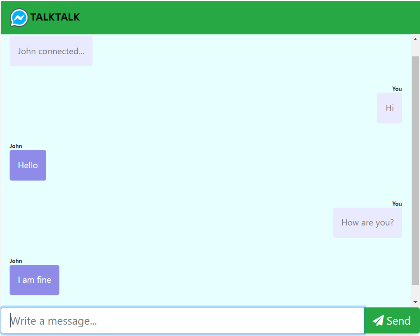 TALKTALK
John connected...
You
Hi
John
Hello
You
How are you?
John
I am fine
Write a message...
Send